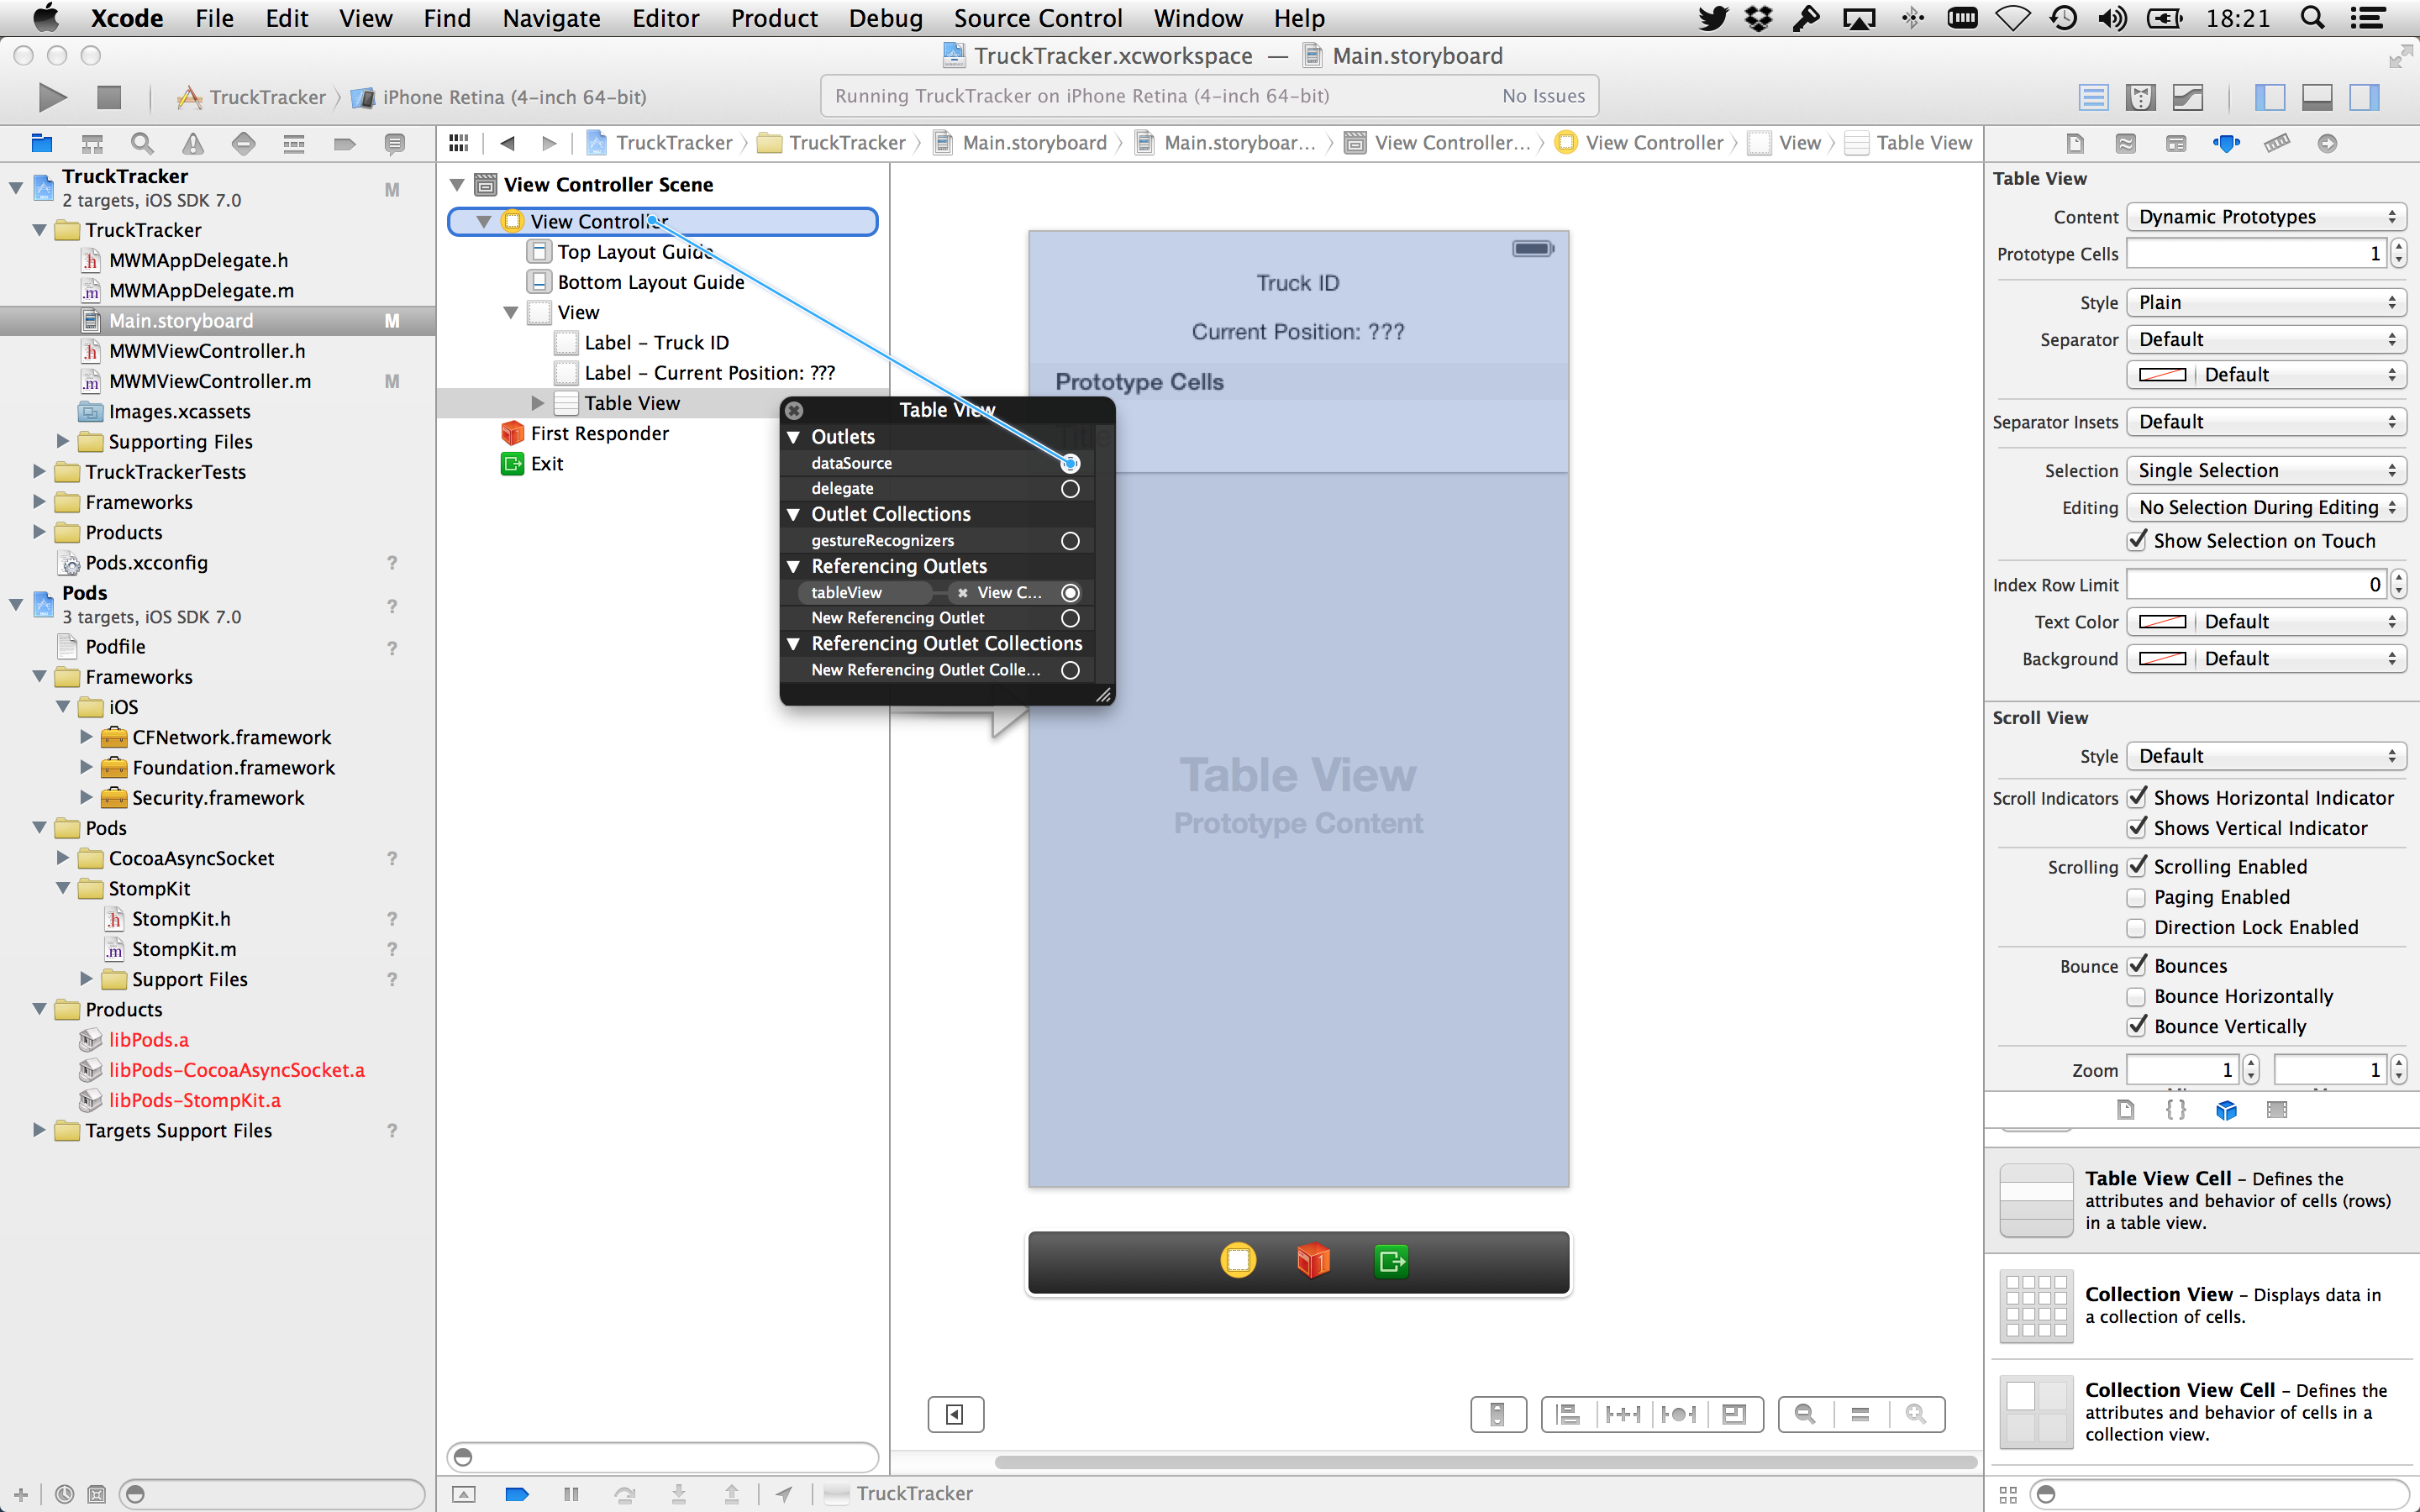 Xcode File Edit View Find Navigate Editor Product Debug Source Control Window Help 18:21
TruckTracker.xcworkspace — Main.storyboard
TruckTracker iPhone Retina (4-inch 64-bit)
Running TruckTracker on iPhone Retina (4-inch 64-bit) No Issues
TruckTracker TruckTracker Main.storyboard Main.storyboar... View Controller... View Controller View Table View
TruckTracker M
2 targets, iOS SDK 7.0
TruckTracker
MWMAppDelegate.h
MWMAppDelegate.m
Main.storyboard M
MWMViewController.h
MWMViewController.m M
Images.xcassets
Supporting Files
TruckTrackerTests
Frameworks
Products
Pods.xcconfig ?
Pods ?
3 targets, iOS SDK 7.0
Podfile ?
Frameworks
iOS
CFNetwork.framework
Foundation.framework
Security.framework
Pods
CocoaAsyncSocket ?
StompKit
StompKit.h ?
StompKit.m ?
Support Files ?
Products
libPods.a
libPods-CocoaAsyncSocket.a
libPods-StompKit.a
Targets Support Files ?
View Controller Scene
View Controller
Top Layout Guide
Bottom Layout Guide
View
Label – Truck ID
Label – Current Position: ???
Table View
First Responder
Exit
Table View
Outlets
dataSource
delegate
Outlet Collections
gestureRecognizers
Referencing Outlets
tableView View C...
New Referencing Outlet
Referencing Outlet Collections
New Referencing Outlet Colle...
Truck ID
Current Position: ???
Prototype Cells
Table View
Prototype Content
TruckTracker
Table View
Content Dynamic Prototypes
Prototype Cells 1
Style Plain
Separator Default
Default
Separator Insets Default
Selection Single Selection
Editing No Selection During Editing
Show Selection on Touch
Index Row Limit 0
Text Color Default
Background Default
Scroll View
Style Default
Scroll Indicators Shows Horizontal Indicator
Shows Vertical Indicator
Scrolling Scrolling Enabled
Paging Enabled
Direction Lock Enabled
Bounce Bounces
Bounce Horizontally
Bounce Vertically
Zoom 1 1
Table View Cell – Defines the
attributes and behavior of cells (rows)
in a table view.
Collection View – Displays data in
a collection of cells.
Collection View Cell – Defines the
attributes and behavior of cells in a
collection view.